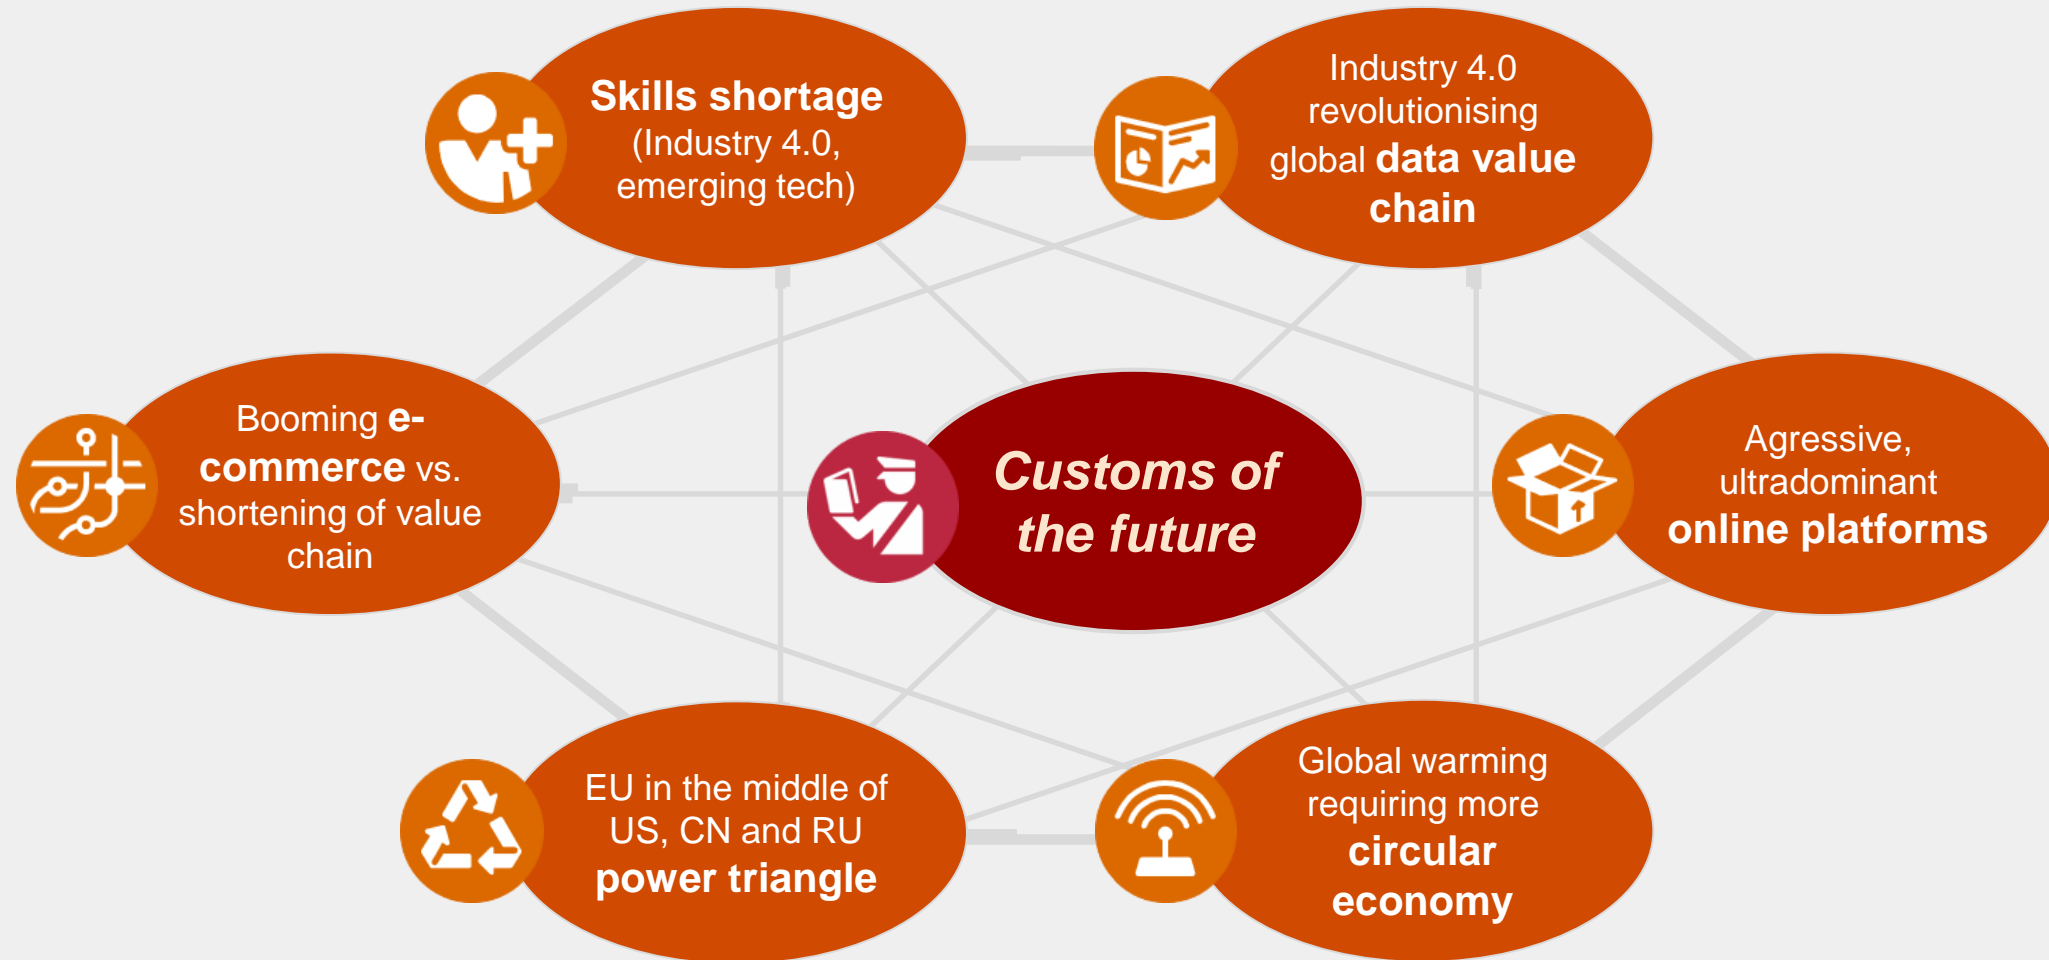 Skills shortage
(Industry 4.0,
emerging tech)
Industry 4.0
revolutionising
global data value
chain
Booming e-
commerce vs.
shortening of value
chain
Customs of
the future
Agressive,
ultradominant
online platforms
EU in the middle of
US, CN and RU
power triangle
Global warming
requiring more
circular
economy